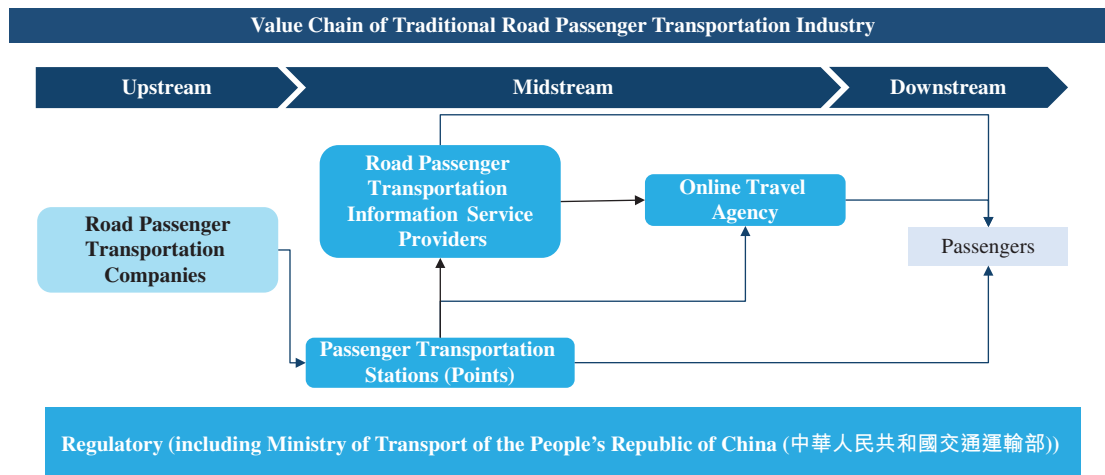 Value Chain of Traditional Road Passenger Transportation Industry
Upstream
Midstream
Downstream
Road Passenger
Transportation
Information Service
Providers
Online Travel
Agency
Road Passenger
Transportation
Companies
Passengers
Passenger Transportation
Stations (Points)
Regulatory (including Ministry of Transport of the People’s Republic of China (中華人民共和國交通運輸部))